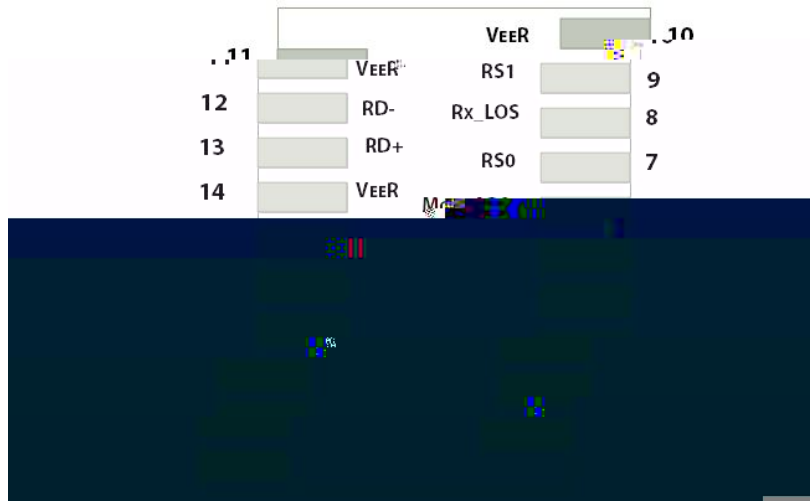 VEER 10
11 VEER RS1 9
12 RD- Rx_LOS 8
13 RD+ RS0 7
14 VEER